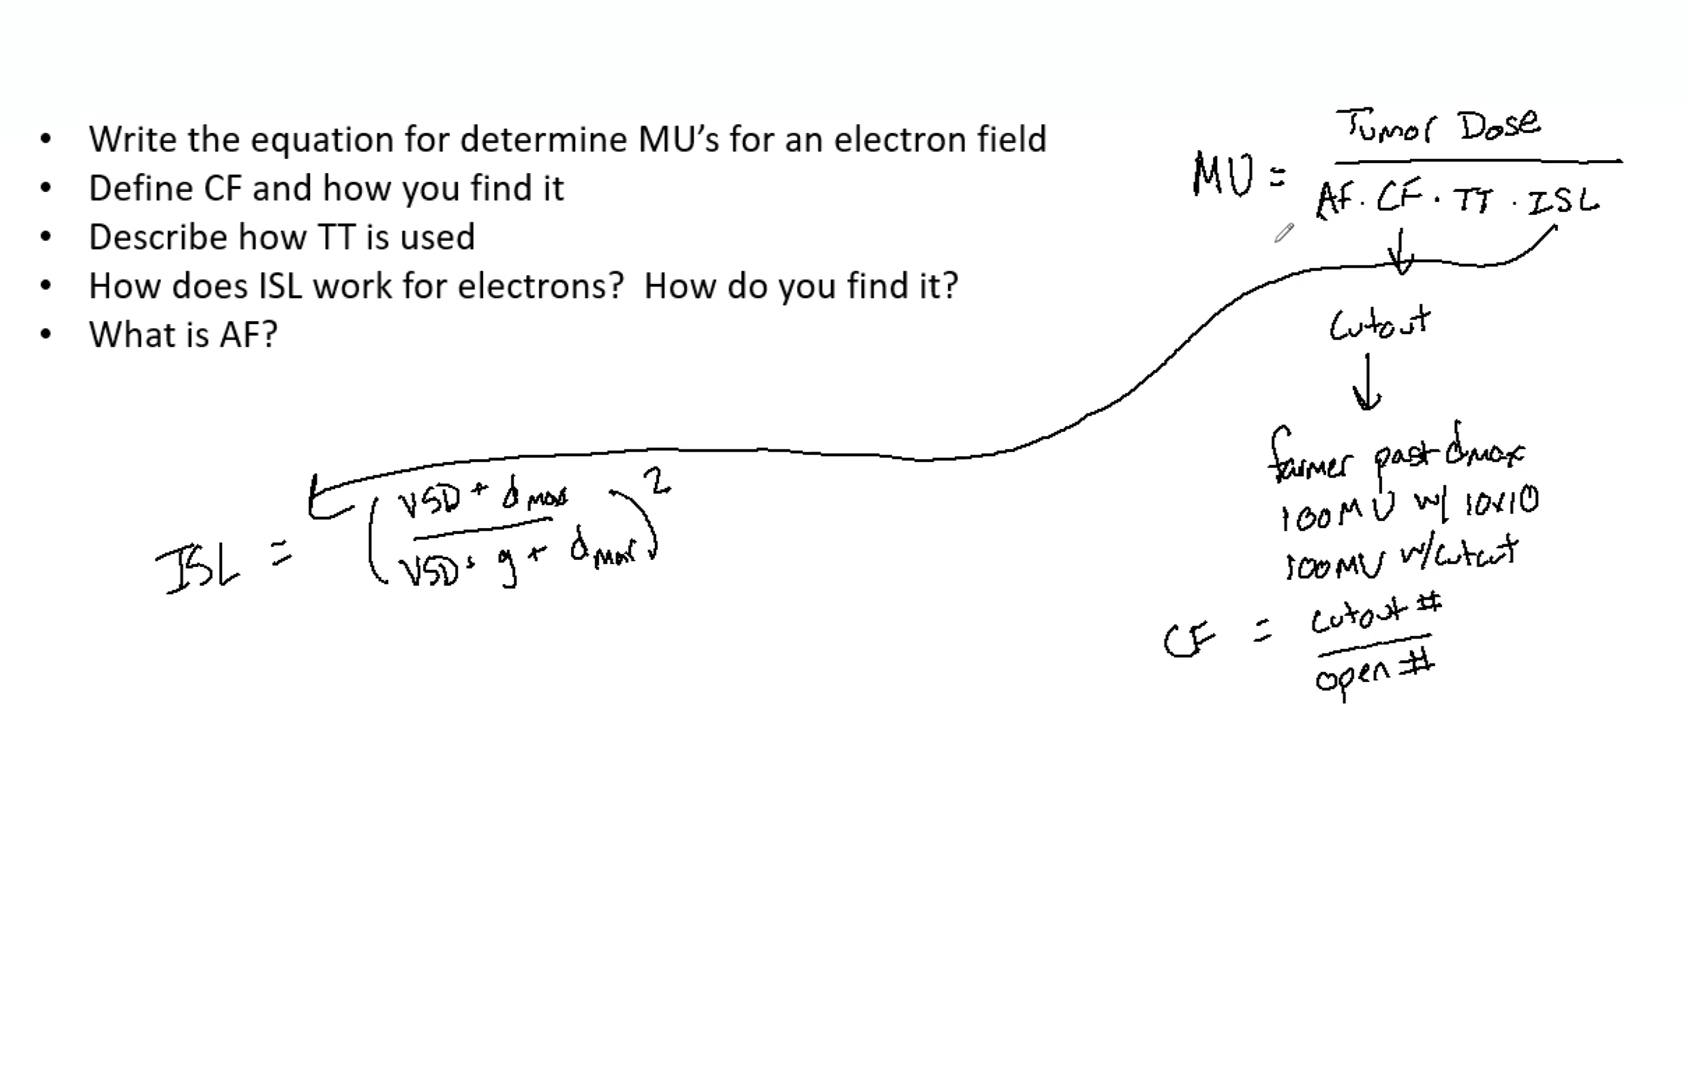 • Write the equation for determine MU's for an electron field
• Define CF and how you find it
• Describe how TT is used
• How does ISL work for electrons? How do you find it?
• What is AF?
Tumor Dose
MU =
AF · CF · TT · ISL
Cutout
farmer past dmax
100MU w/ 10x10
100MU w/cutout
CF = cutout #
open #
ISL = ( VSD + dmax )2
VSD + g + dmax